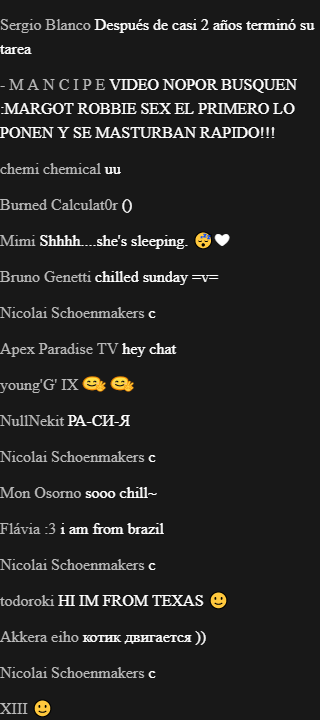 Sergio Blanco Después de casi 2 años terminó su
tarea
- M A N C I P E VIDEO NOPOR BUSQUEN
:MARGOT ROBBIE SEX EL PRIMERO LO
PONEN Y SE MASTURBAN RAPIDO!!!
chemi chemical uu
Burned Calculat0r ()
Mimi Shhhh....she's sleeping. 😴🤍
Bruno Genetti chilled sunday =v=
Nicolai Schoenmakers c
Apex Paradise TV hey chat
young'G' IX
NullNekit РА-СИ-Я
Nicolai Schoenmakers c
Mon Osorno sooo chill~
Flávia :3 i am from brazil
Nicolai Schoenmakers c
todoroki HI IM FROM TEXAS 🙂
Akkera eiho котик двигается ))
Nicolai Schoenmakers c
XIII 🙂